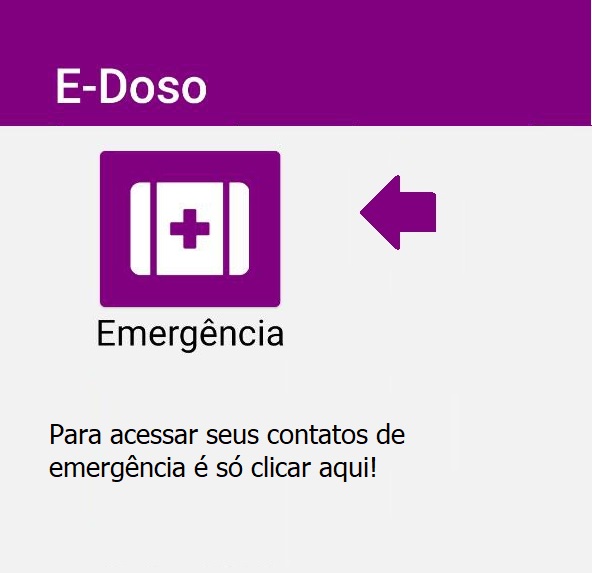 E-Doso
Emergência
Para acessar seus contatos de
emergência é só clicar aqui!